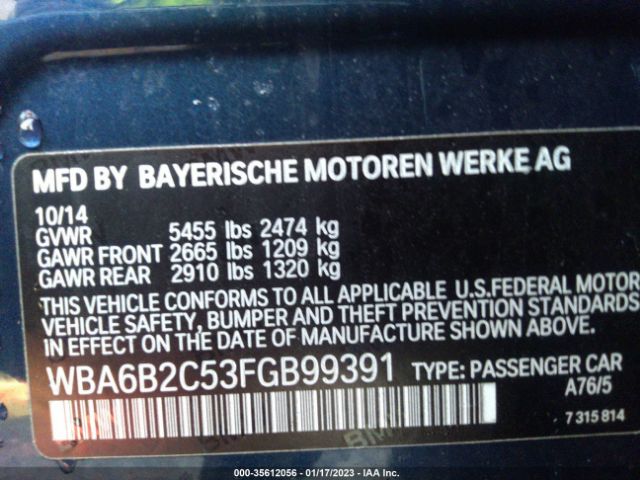 MFD BY BAYERISCHE MOTOREN WERKE AG
10/14
GVWR 5455 lbs 2474 kg
GAWR FRONT 2665 lbs 1209 kg
GAWR REAR 2910 lbs 1320 kg
THIS VEHICLE CONFORMS TO ALL APPLICABLE U.S.FEDERAL MOTOR
VEHICLE SAFETY, BUMPER AND THEFT PREVENTION STANDARDS
IN EFFECT ON THE DATE OF MANUFACTURE SHOWN ABOVE.
WBA6B2C53FGB99391 TYPE: PASSENGER CAR
A76/5
7 315 814
000-35612056 - 01/17/2023 - IAA Inc.